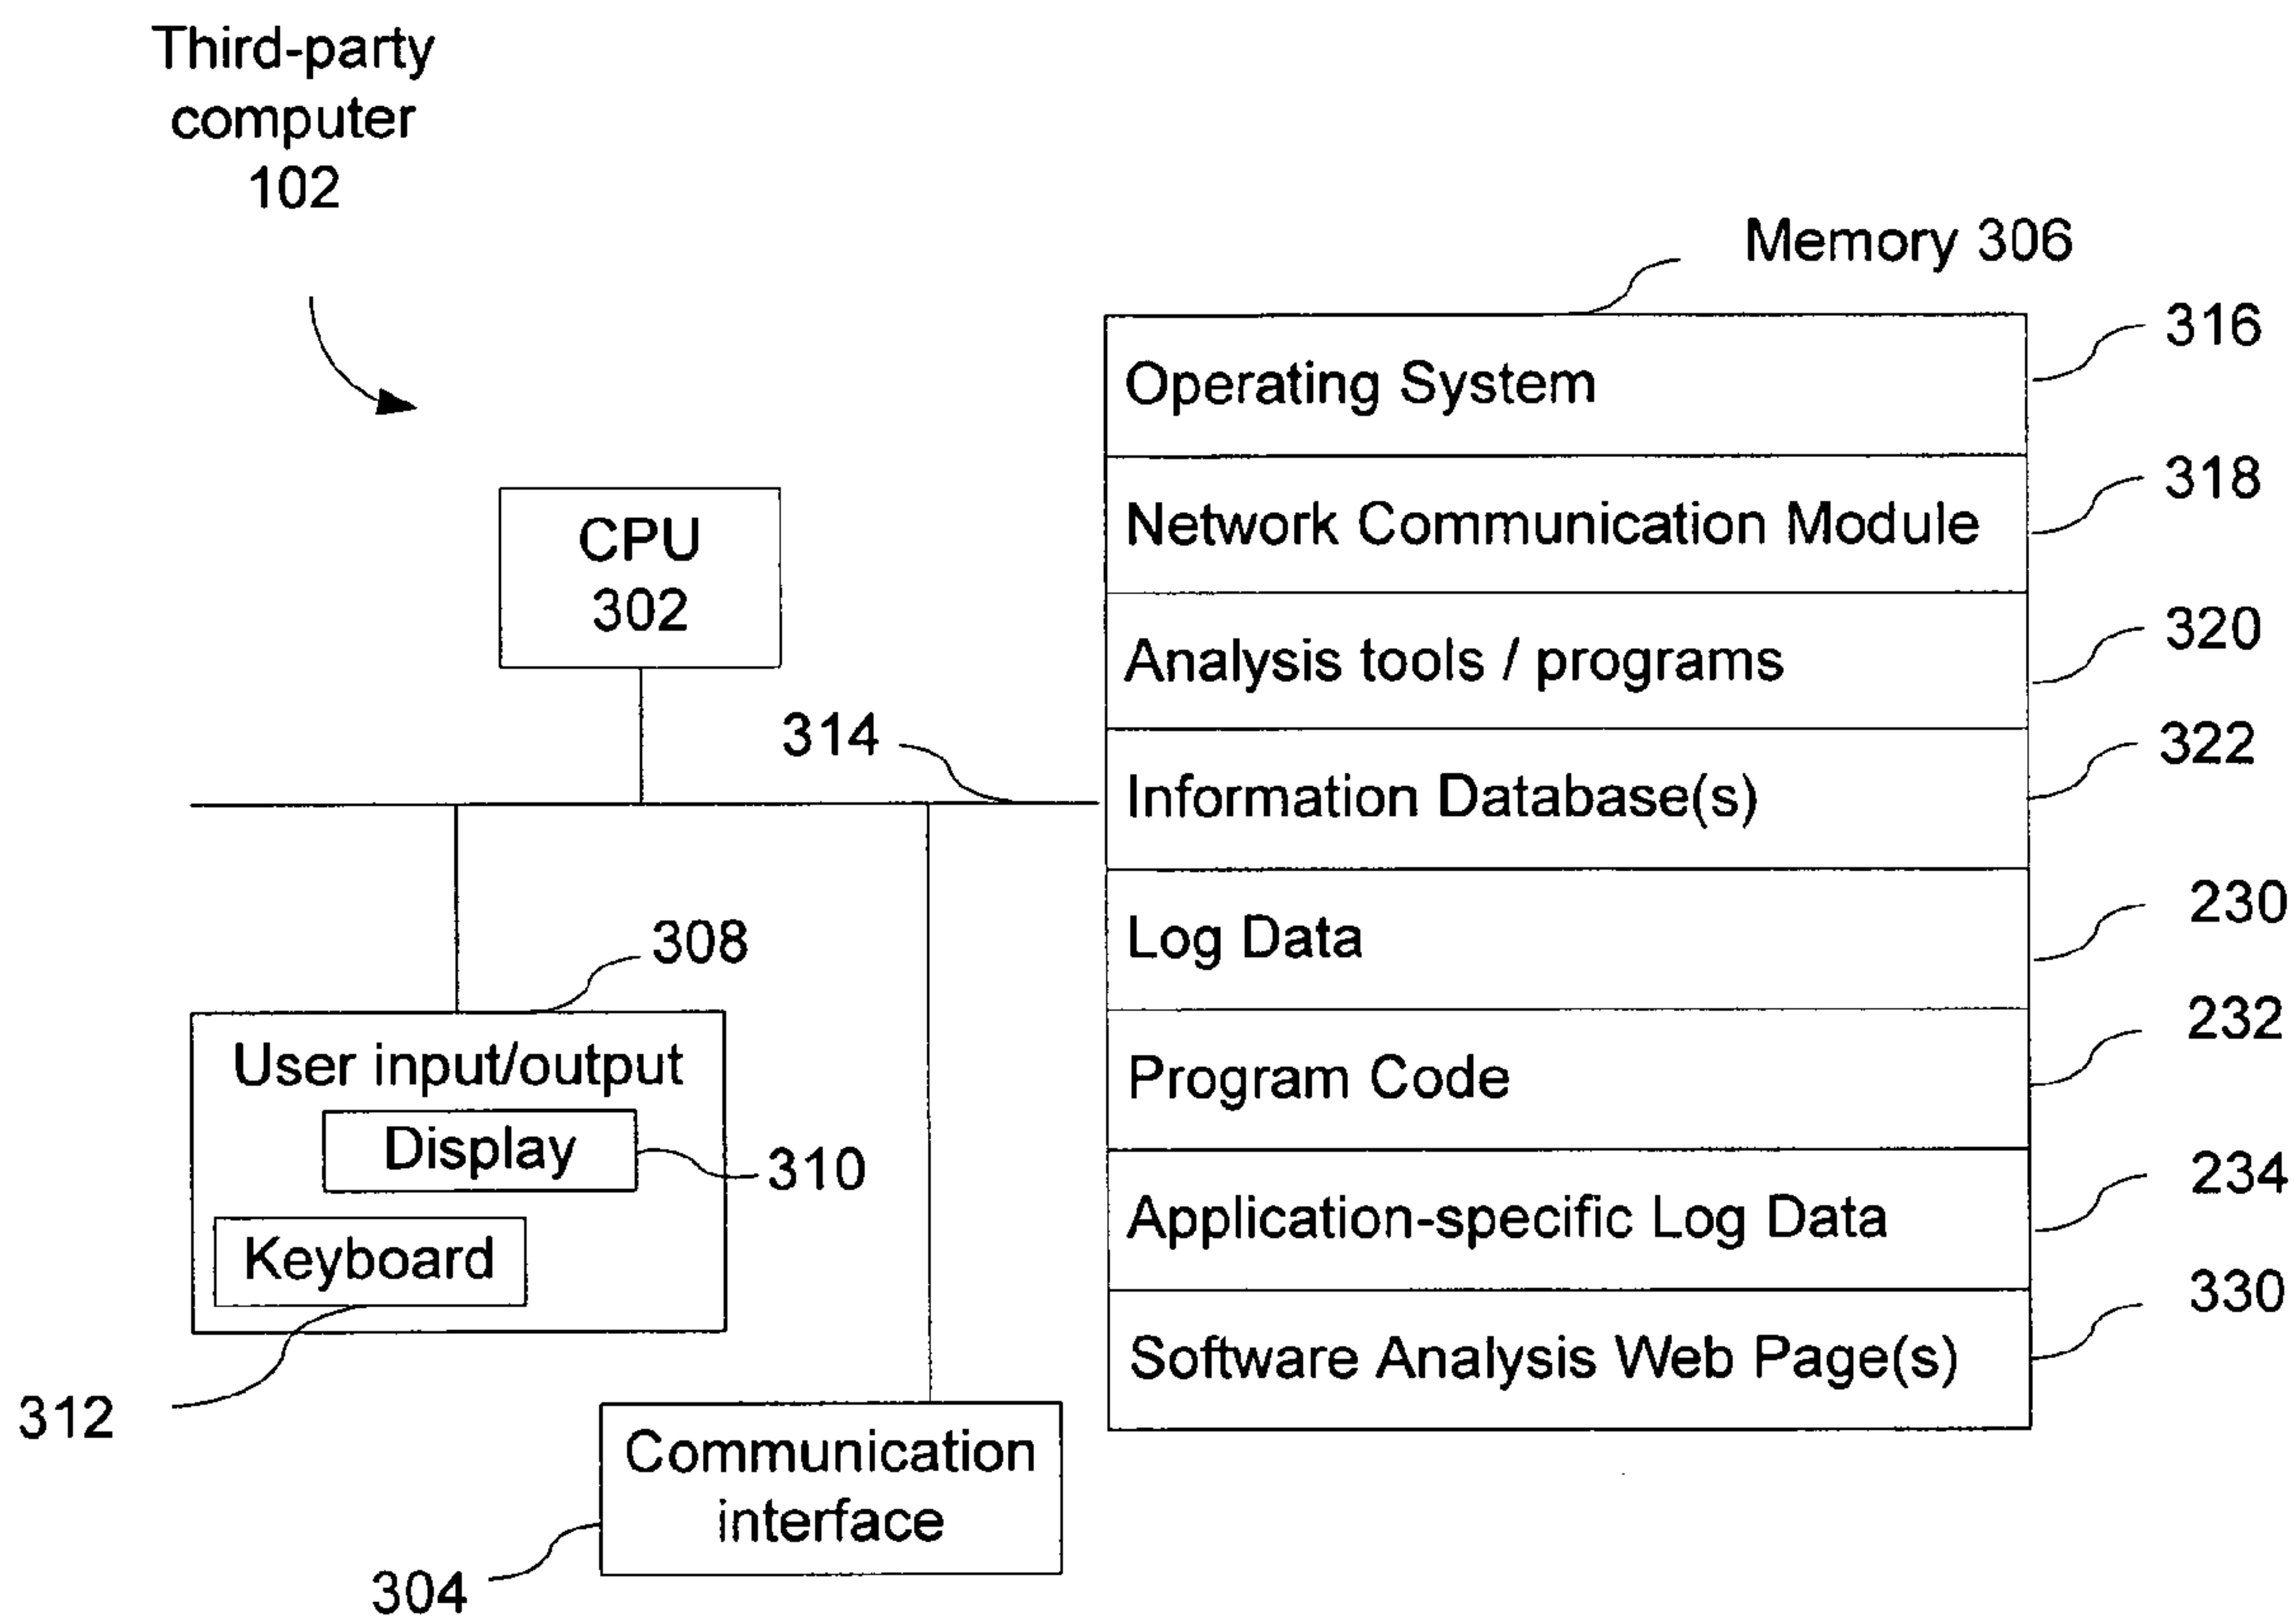 Third-party
computer
102
Memory 306
Operating System
316
Network Communication Module
318
CPU
302
Analysis tools / programs
320
314
Information Database(s)
322
Log Data
230
308
Program Code
232
User input/output
Display
310
Keyboard
312
Application-specific Log Data
234
Software Analysis Web Page(s)
330
Communication
interface
304